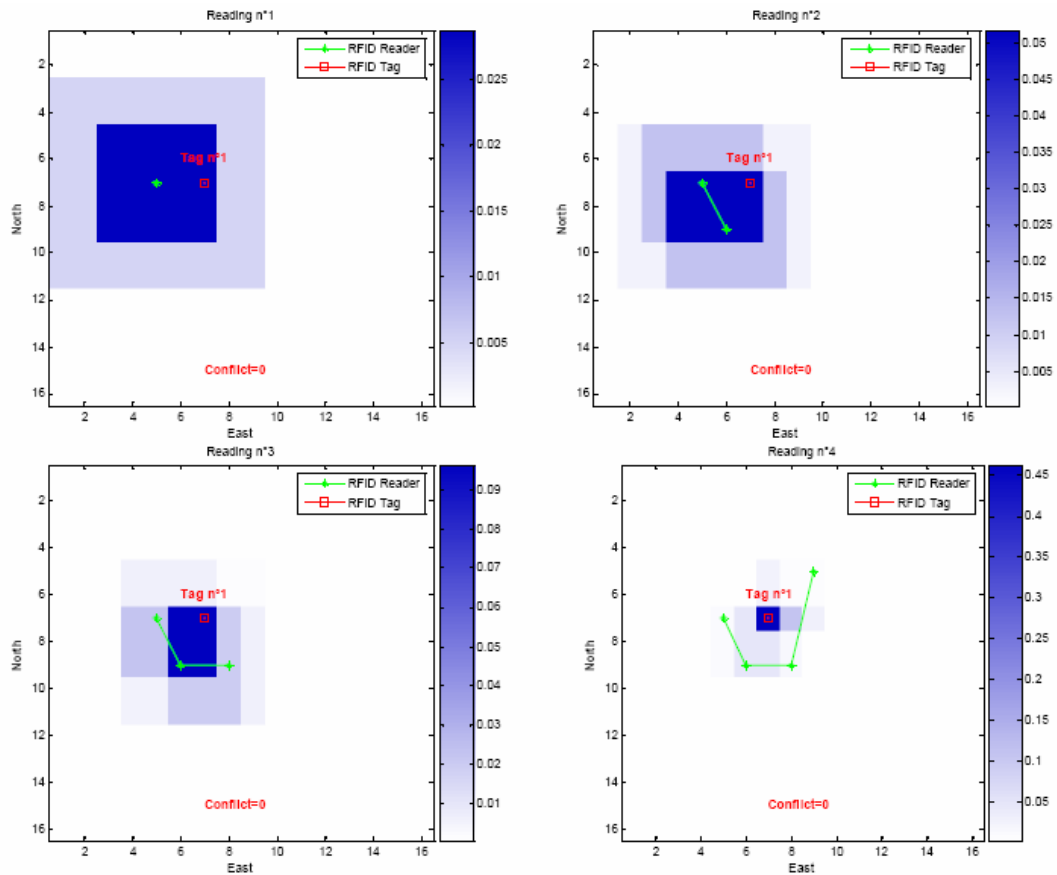 Reading n°1
RFID Reader
RFID Tag
Tag n°1
Conflict=0
North
East
2
4
6
8
10
12
14
16
2 4 6 8 10 12 14 16
0.025
0.02
0.015
0.01
0.005
Reading n°2
RFID Reader
RFID Tag
Tag n°1
Conflict=0
North
East
2
4
6
8
10
12
14
16
2 4 6 8 10 12 14 16
0.05
0.045
0.04
0.035
0.03
0.025
0.02
0.015
0.01
0.005
Reading n°3
RFID Reader
RFID Tag
Tag n°1
Conflict=0
North
East
2
4
6
8
10
12
14
16
2 4 6 8 10 12 14 16
0.09
0.08
0.07
0.06
0.05
0.04
0.03
0.02
0.01
Reading n°4
RFID Reader
RFID Tag
Tag n°1
Conflict=0
North
East
2
4
6
8
10
12
14
16
2 4 6 8 10 12 14 16
0.45
0.4
0.35
0.3
0.25
0.2
0.15
0.1
0.05